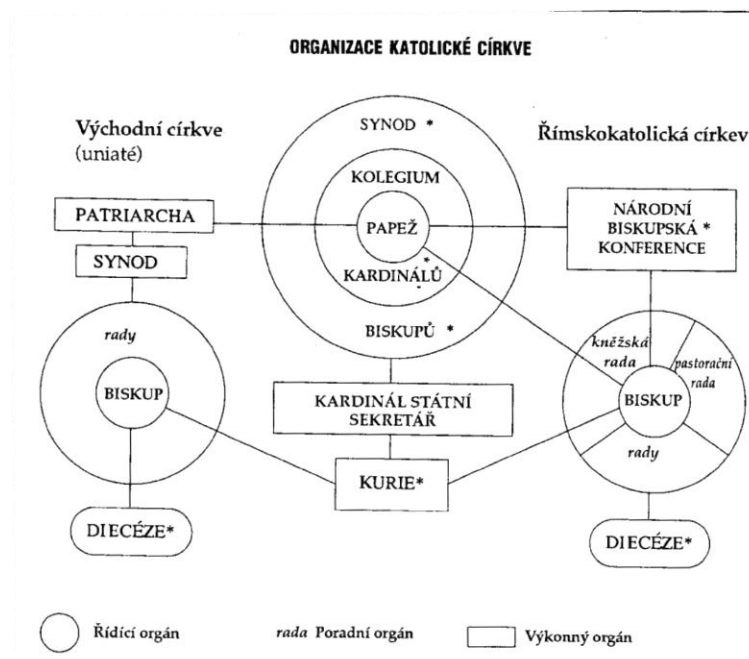 ORGANIZACE KATOLICKÉ CÍRKVE
Východní církve
(uniaté)
SYNOD *
Římskokatolická církev
KOLEGIUM
PAPEŽ
KARDINÁLŮ *
BISKUPŮ *
PATRIARCHA
SYNOD
NÁRODNÍ
BISKUPSKÁ *
KONFERENCE
rady
BISKUP
kněžská
rada
pastorační
rada
BISKUP
rady
KARDINÁL STÁTNÍ
SEKRETÁŘ
KURIE*
DIECÉZE*
DIECÉZE*
Řídící orgán
rada Poradní orgán
Výkonný orgán